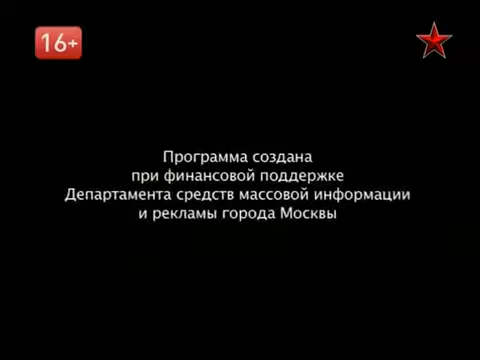 16+
Программа создана
при финансовой поддержке
Департамента средств массовой информации
и рекламы города Москвы